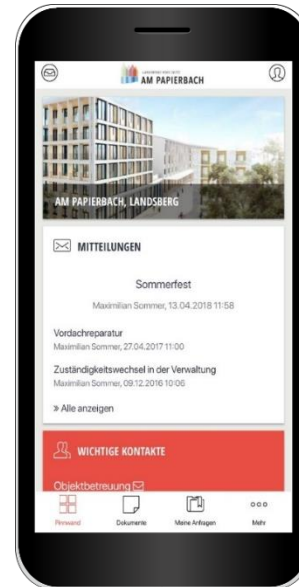 AM PAPIERBACH
AM PAPIERBACH, LANDSBERG
MITTEILUNGEN
Sommerfest
Maximilian Sommer, 13.04.2018 11:58
Vordachreparatur
Maximilian Sommer, 27.04.2017 11:00
Zuständigkeitswechsel in der Verwaltung
Maximilian Sommer, 09.12.2016 10:06
» Alle anzeigen
WICHTIGE KONTAKTE
Objektbetreuung
Pinnwand Dokumente Meine Anfragen Mehr